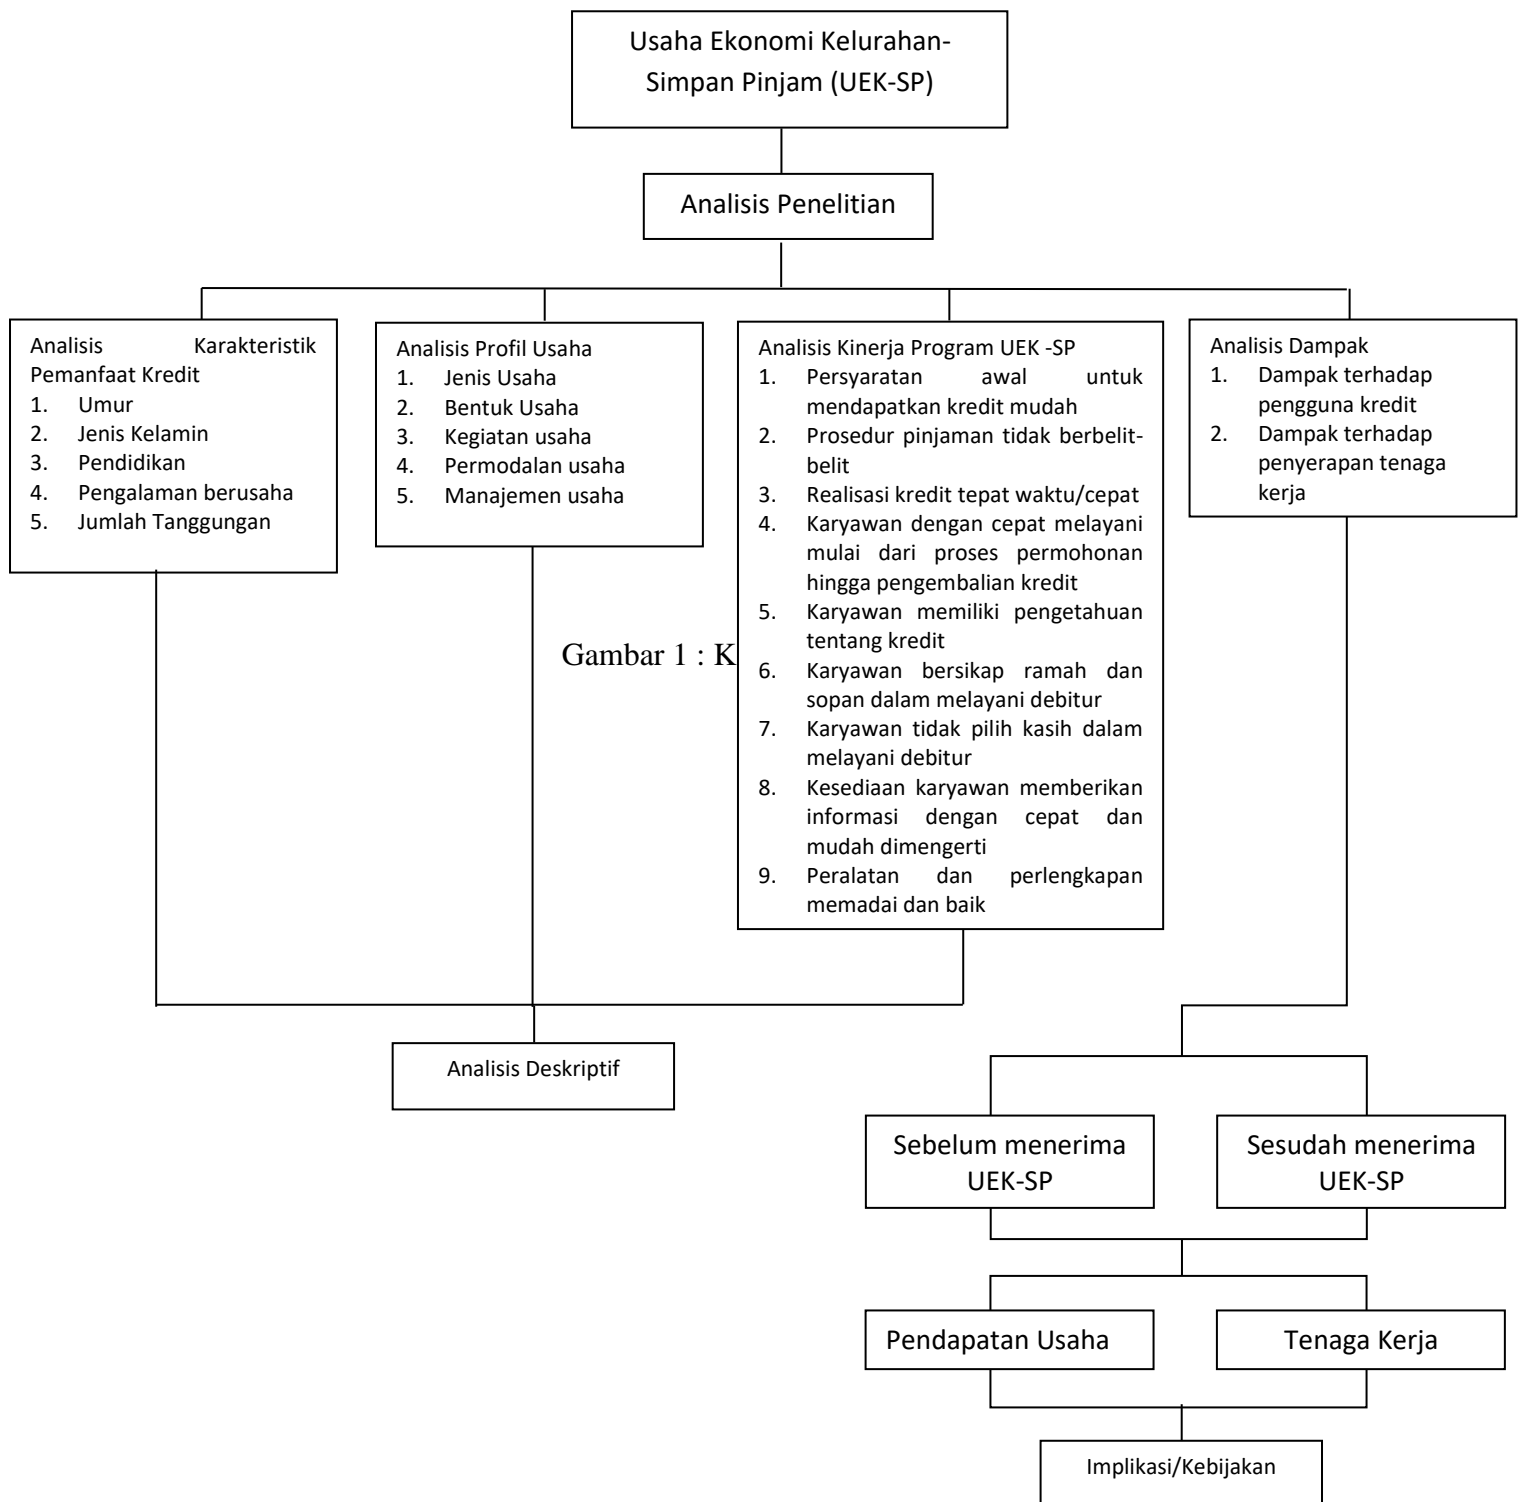 Usaha Ekonomi Kelurahan-
Simpan Pinjam (UEK-SP)
Analisis Penelitian
Analisis Karakteristik
Pemanfaat Kredit
1. Umur
2. Jenis Kelamin
3. Pendidikan
4. Pengalaman berusaha
5. Jumlah Tanggungan
Analisis Profil Usaha
1. Jenis Usaha
2. Bentuk Usaha
3. Kegiatan usaha
4. Permodalan usaha
5. Manajemen usaha
Analisis Kinerja Program UEK -SP
1. Persyaratan awal untuk
mendapatkan kredit mudah
2. Prosedur pinjaman tidak berbelit-
belit
3. Realisasi kredit tepat waktu/cepat
4. Karyawan dengan cepat melayani
mulai dari proses permohonan
hingga pengembalian kredit
5. Karyawan memiliki pengetahuan
tentang kredit
6. Karyawan bersikap ramah dan
sopan dalam melayani debitur
7. Karyawan tidak pilih kasih dalam
melayani debitur
8. Kesediaan karyawan memberikan
informasi dengan cepat dan
mudah dimengerti
9. Peralatan dan perlengkapan
memadai dan baik
Analisis Dampak
1. Dampak terhadap
pengguna kredit
2. Dampak terhadap
penyerapan tenaga
kerja
Gambar 1 : K
Analisis Deskriptif
Sebelum menerima
UEK-SP
Sesudah menerima
UEK-SP
Pendapatan Usaha
Tenaga Kerja
Implikasi/Kebijakan